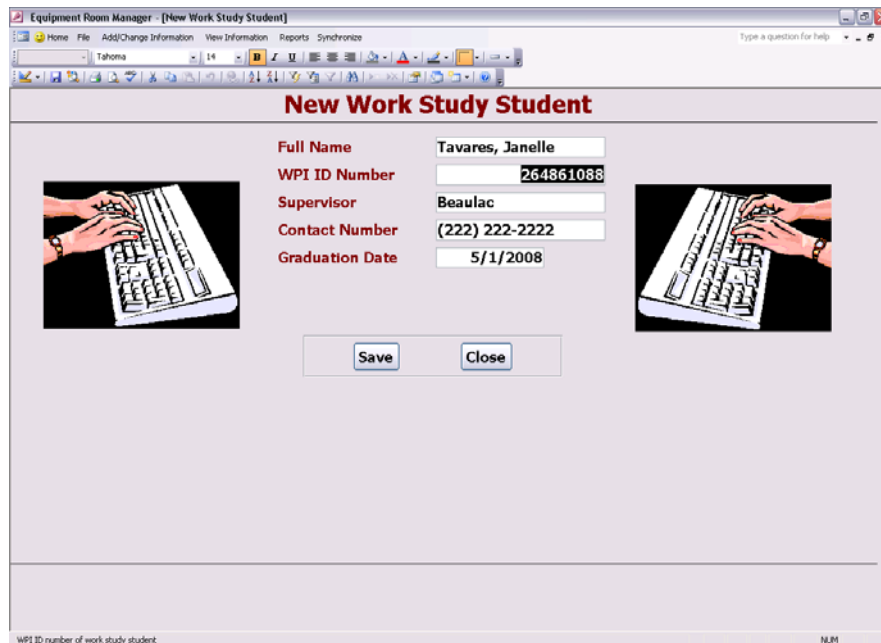 Equipment Room Manager - [New Work Study Student]
Home File Add/Change Information View Information Reports Synchronize Type a question for help
Tahoma 14 B I U A
New Work Study Student
Full Name Tavares, Janelle
WPI ID Number 264861088
Supervisor Beaulac
Contact Number (222) 222-2222
Graduation Date 5/1/2008
Save Close
WPI ID number of work study student NUM